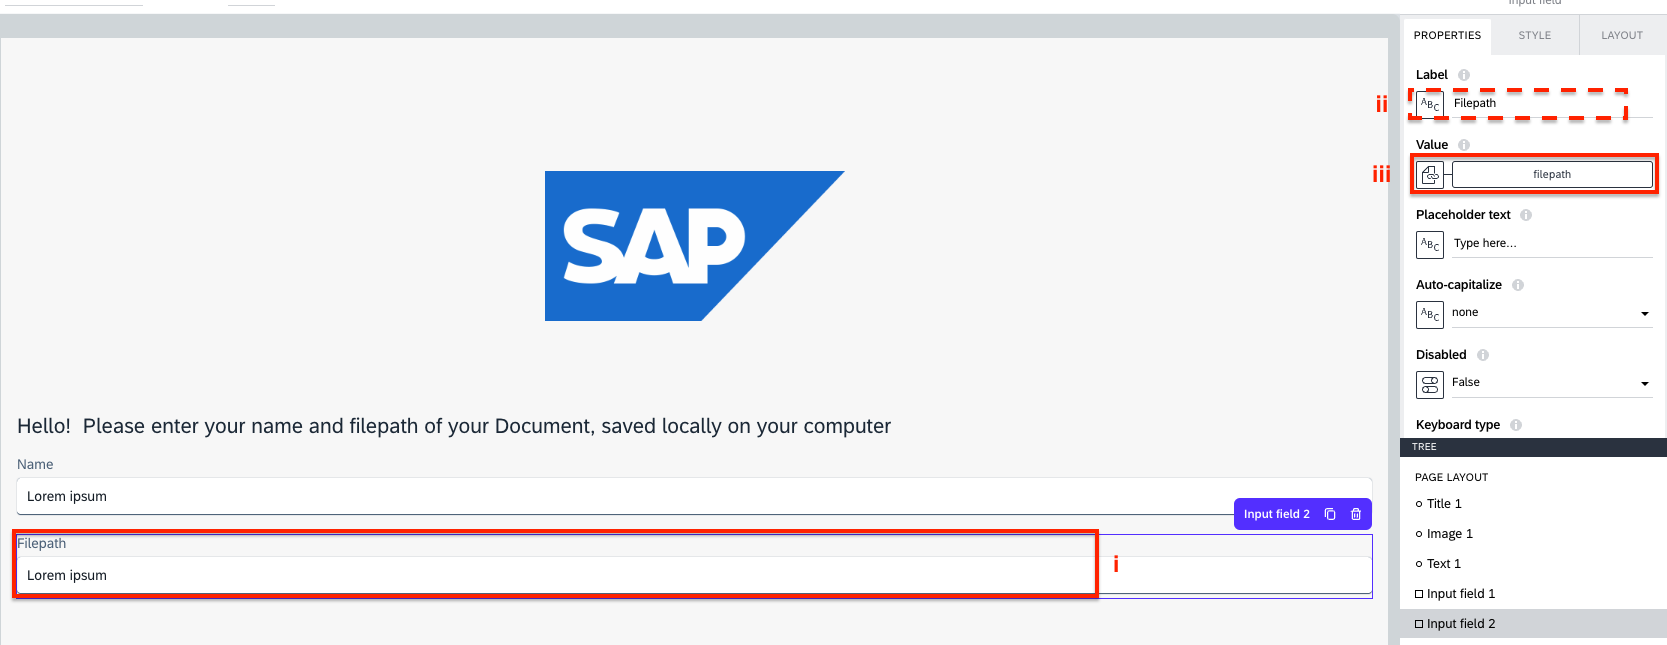 Input field
PROPERTIES STYLE LAYOUT
Label
ii
ABC Filepath
Value
iii
filepath
Placeholder text
ABC Type here...
Auto-capitalize
ABC none
Disabled
False
Keyboard type
SAP
Hello! Please enter your name and filepath of your Document, saved locally on your computer
Name
Lorem ipsum
Input field 2
Filepath
Lorem ipsum
i
TREE
PAGE LAYOUT
Title 1
Image 1
Text 1
Input field 1
Input field 2